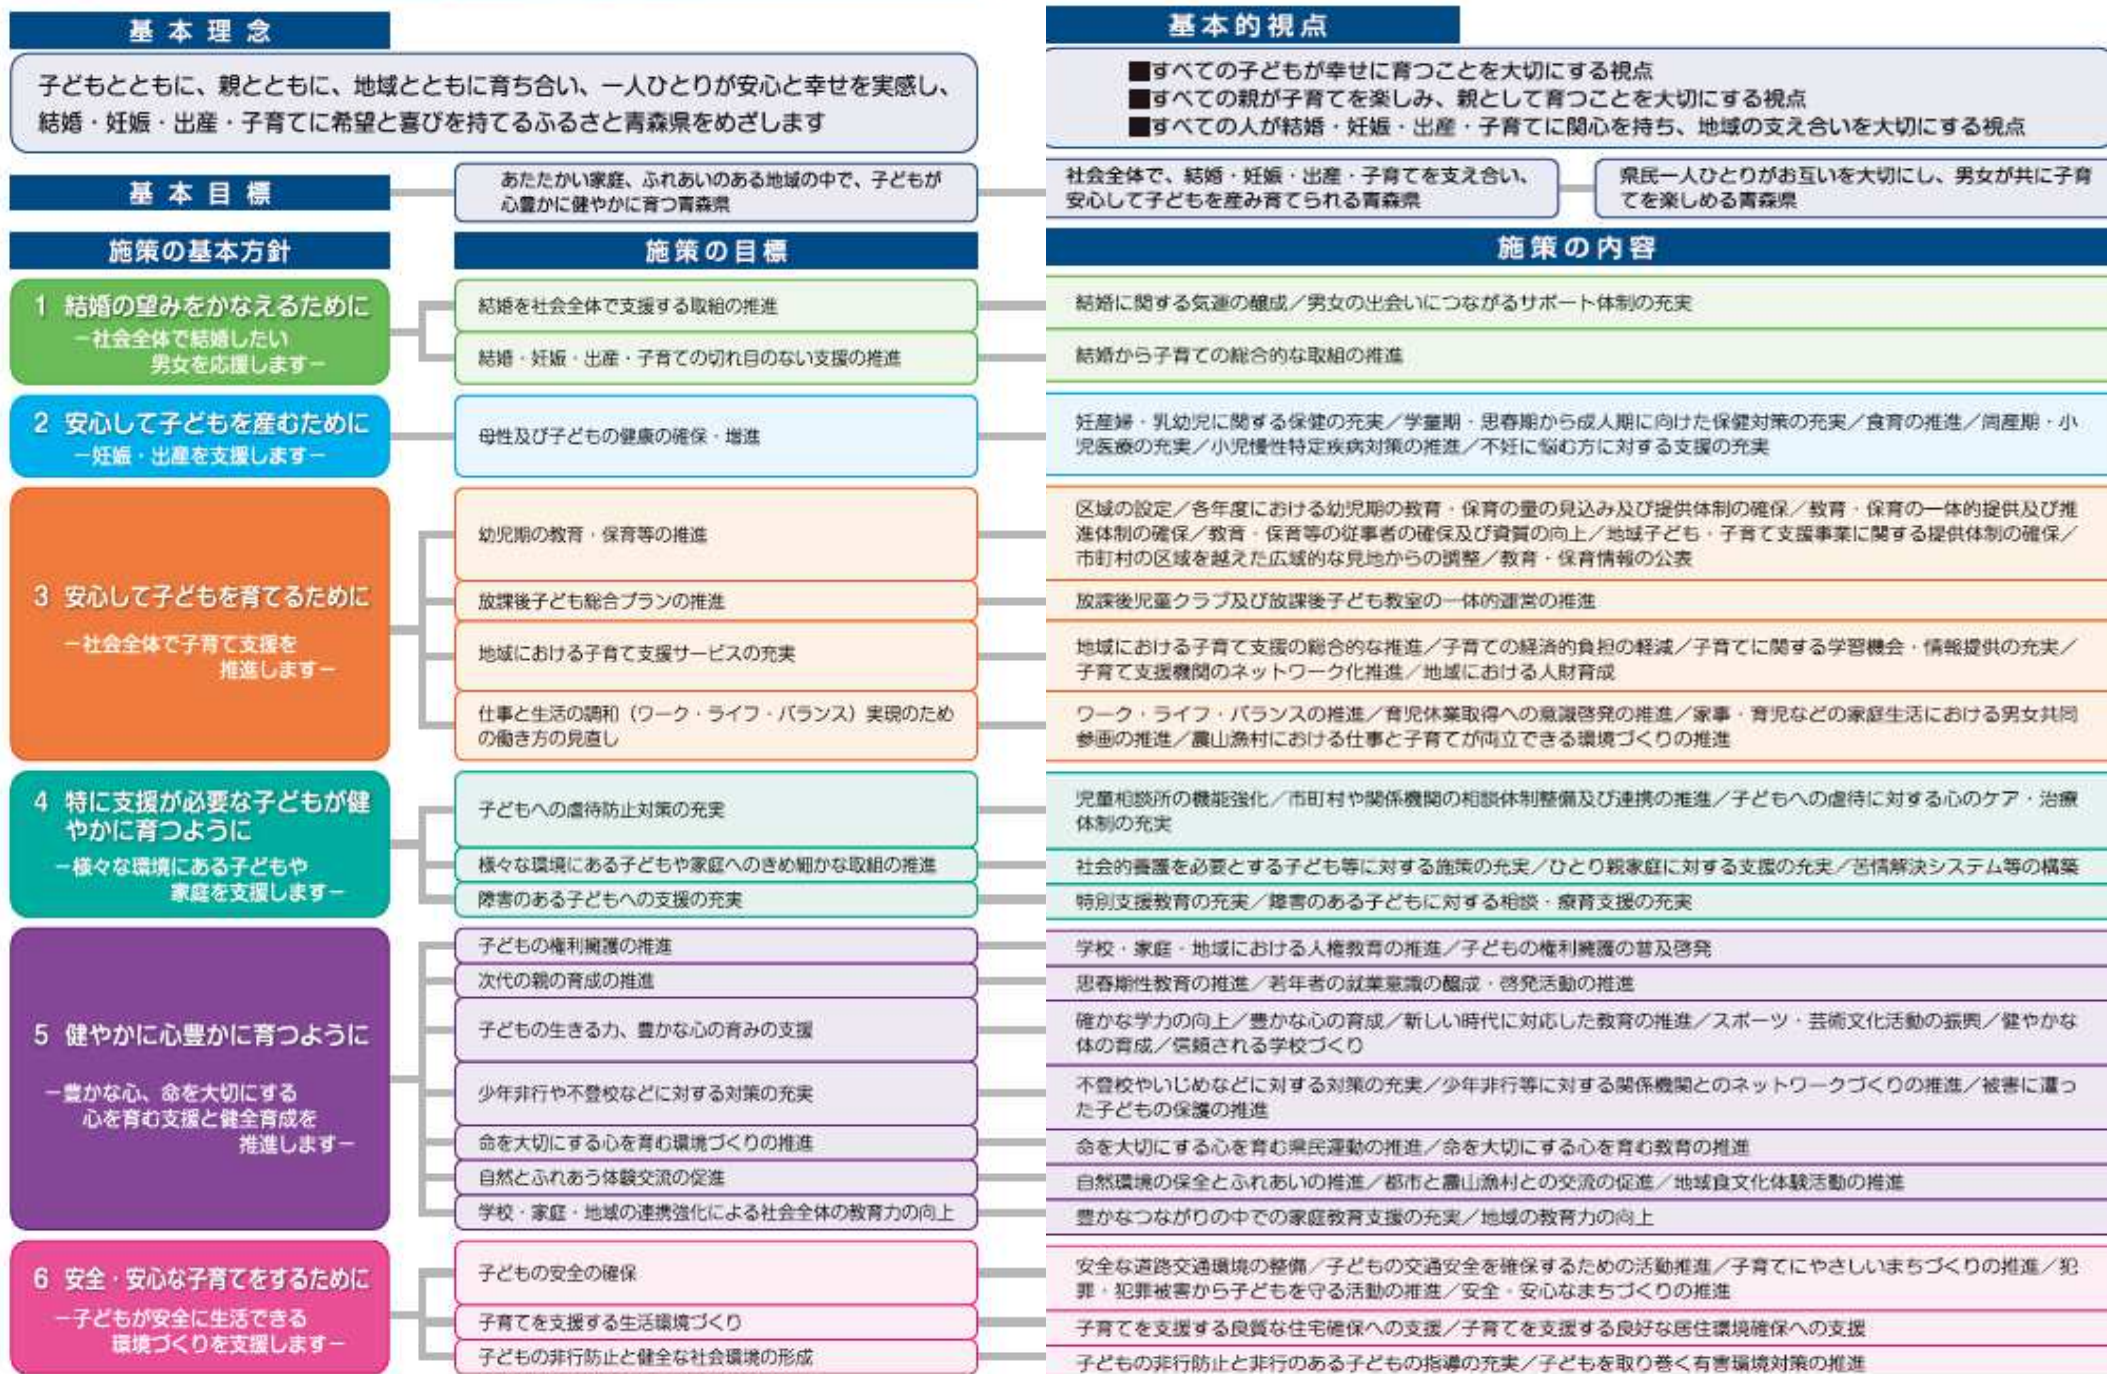 基本理念
子どもとともに、親とともに、地域とともに育ち合い、一人ひとりが安心と幸せを実感し、
結婚・妊娠・出産・子育てに希望と喜びを持てるふるさと青森県をめざします
基本的視点
■すべての子どもが幸せに育つことを大切にする視点
■すべての親が子育てを楽しみ、親として育つことを大切にする視点
■すべての人が結婚・妊娠・出産・子育てに関心を持ち、地域の支え合いを大切にする視点
基本目標
あたたかい家庭、ふれあいのある地域の中で、子どもが
心豊かに健やかに育つ青森県
社会全体で、結婚・妊娠・出産・子育てを支え合い、
安心して子どもを産み育てられる青森県
県民一人ひとりがお互いを大切にし、男女が共に子育
てを楽しめる青森県
施策の基本方針
施策の目標
施策の内容
1 結婚の望みをかなえるために
－社会全体で結婚したい
男女を応援します－
結婚を社会全体で支援する取組の推進
結婚に関する気運の醸成／男女の出会いにつながるサポート体制の充実
結婚・妊娠・出産・子育ての切れ目のない支援の推進
結婚から子育ての総合的な取組の推進
2 安心して子どもを産むために
－妊娠・出産を支援します－
母性及び子どもの健康の確保・増進
妊産婦・乳幼児に関する保健の充実／学童期・思春期から成人期に向けた保健対策の充実／食育の推進／周産期・小
児医療の充実／小児慢性特定疾病対策の推進／不妊に悩む方に対する支援の充実
3 安心して子どもを育てるために
－社会全体で子育て支援を
推進します－
幼児期の教育・保育等の推進
区域の設定／各年度における幼児期の教育・保育の量の見込み及び提供体制の確保／教育・保育の一体的提供及び推
進体制の確保／教育・保育等の従事者の確保及び資質の向上／地域子ども・子育て支援事業に関する提供体制の確保／
市町村の区域を越えた広域的な見地からの調整／教育・保育情報の公表
放課後子ども総合プランの推進
放課後児童クラブ及び放課後子ども教室の一体的運営の推進
地域における子育て支援サービスの充実
地域における子育て支援の総合的な推進／子育ての経済的負担の軽減／子育てに関する学習機会・情報提供の充実／
子育て支援機関のネットワーク化推進／地域における人財育成
仕事と生活の調和（ワーク・ライフ・バランス）実現のため
の働き方の見直し
ワーク・ライフ・バランスの推進／育児休業取得への意識啓発の推進／家事・育児などの家庭生活における男女共同
参画の推進／農山漁村における仕事と子育てが両立できる環境づくりの推進
4 特に支援が必要な子どもが健
やかに育つように
－様々な環境にある子どもや
家庭を支援します－
子どもへの虐待防止対策の充実
児童相談所の機能強化／市町村や関係機関の相談体制整備及び連携の推進／子どもへの虐待に対する心のケア・治療
体制の充実
様々な環境にある子どもや家庭へのきめ細かな取組の推進
社会的養護を必要とする子ども等に対する施策の充実／ひとり親家庭に対する支援の充実／苦情解決システム等の構築
障害のある子どもへの支援の充実
特別支援教育の充実／障害のある子どもに対する相談・療育支援の充実
5 健やかに心豊かに育つように
－豊かな心、命を大切にする
心を育む支援と健全育成を
推進します－
子どもの権利擁護の推進
学校・家庭・地域における人権教育の推進／子どもの権利擁護の普及啓発
次代の親の育成の推進
思春期性教育の推進／若年者の就業意識の醸成・啓発活動の推進
子どもの生きる力、豊かな心の育みの支援
確かな学力の向上／豊かな心の育成／新しい時代に対応した教育の推進／スポーツ・芸術文化活動の振興／健やかな
体の育成／信頼される学校づくり
少年非行や不登校などに対する対策の充実
不登校やいじめなどに対する対策の充実／少年非行等に対する関係機関とのネットワークづくりの推進／被害に遭っ
た子どもの保護の推進
命を大切にする心を育む環境づくりの推進
命を大切にする心を育む県民運動の推進／命を大切にする心を育む教育の推進
自然とふれあう体験交流の促進
自然環境の保全とふれあいの推進／都市と農山漁村との交流の促進／地域食文化体験活動の推進
学校・家庭・地域の連携強化による社会全体の教育力の向上
豊かなつながりの中での家庭教育支援の充実／地域の教育力の向上
6 安全・安心な子育てをするために
－子どもが安全に生活できる
環境づくりを支援します－
子どもの安全の確保
安全な道路交通環境の整備／子どもの交通安全を確保するための活動推進／子育てにやさしいまちづくりの推進／犯
罪・犯罪被害から子どもを守る活動の推進／安全・安心なまちづくりの推進
子育てを支援する生活環境づくり
子育てを支援する良質な住宅確保への支援／子育てを支援する良好な居住環境確保への支援
子どもの非行防止と健全な社会環境の形成
子どもの非行防止と非行のある子どもの指導の充実／子どもを取り巻く有害環境対策の推進